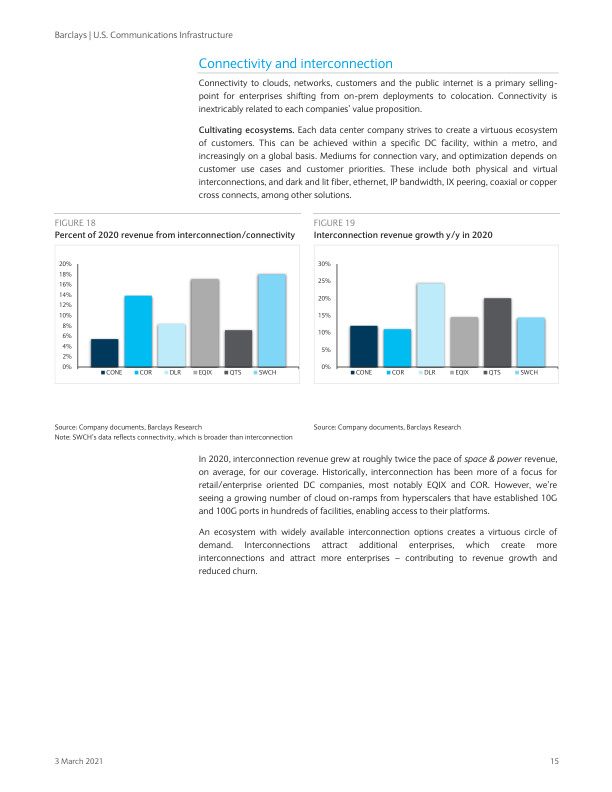 Barclays | U.S. Communications Infrastructure
Connectivity and interconnection
Connectivity to clouds, networks, customers and the public internet is a primary selling-
point for enterprises shifting from on-prem deployments to colocation. Connectivity is
inextricably related to each companies' value proposition.
Cultivating ecosystems. Each data center company strives to create a virtuous ecosystem
of customers. This can be achieved within a specific DC facility, within a metro, and
increasingly on a global basis. Mediums for connection vary, and optimization depends on
customer use cases and customer priorities. These include both physical and virtual
interconnections, and dark and lit fiber, ethernet, IP bandwidth, IX peering, coaxial or copper
cross connects, among other solutions.
FIGURE 18
Percent of 2020 revenue from interconnection/connectivity
20%
18%
16%
14%
12%
10%
8%
6%
4%
2%
0%
CONE COR DLR EQIX QTS SWCH
Source: Company documents, Barclays Research
Note: SWCH's data reflects connectivity, which is broader than interconnection
FIGURE 19
Interconnection revenue growth y/y in 2020
30%
25%
20%
15%
10%
5%
0%
CONE COR DLR EQIX QTS SWCH
Source: Company documents, Barclays Research
In 2020, interconnection revenue grew at roughly twice the pace of space & power revenue,
on average, for our coverage. Historically, interconnection has been more of a focus for
retail/enterprise oriented DC companies, most notably EQIX and COR. However, we're
seeing a growing number of cloud on-ramps from hyperscalers that have established 10G
and 100G ports in hundreds of facilities, enabling access to their platforms.
An ecosystem with widely available interconnection options creates a virtuous circle of
demand. Interconnections attract additional enterprises, which create more
interconnections and attract more enterprises – contributing to revenue growth and
reduced churn.
3 March 2021
15